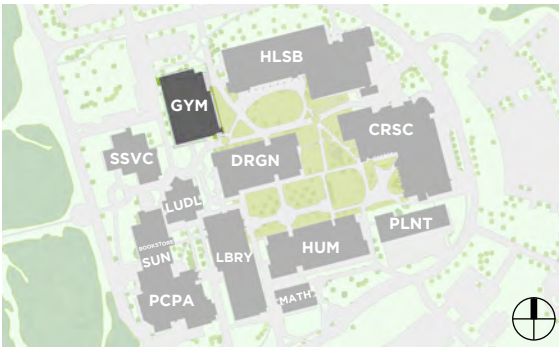 HLSB
GYM
CRSC
SSVC
DRGN
LUDL
PLNT
BOOKSTORE
SUN
LBRY
HUM
PCPA
MATH